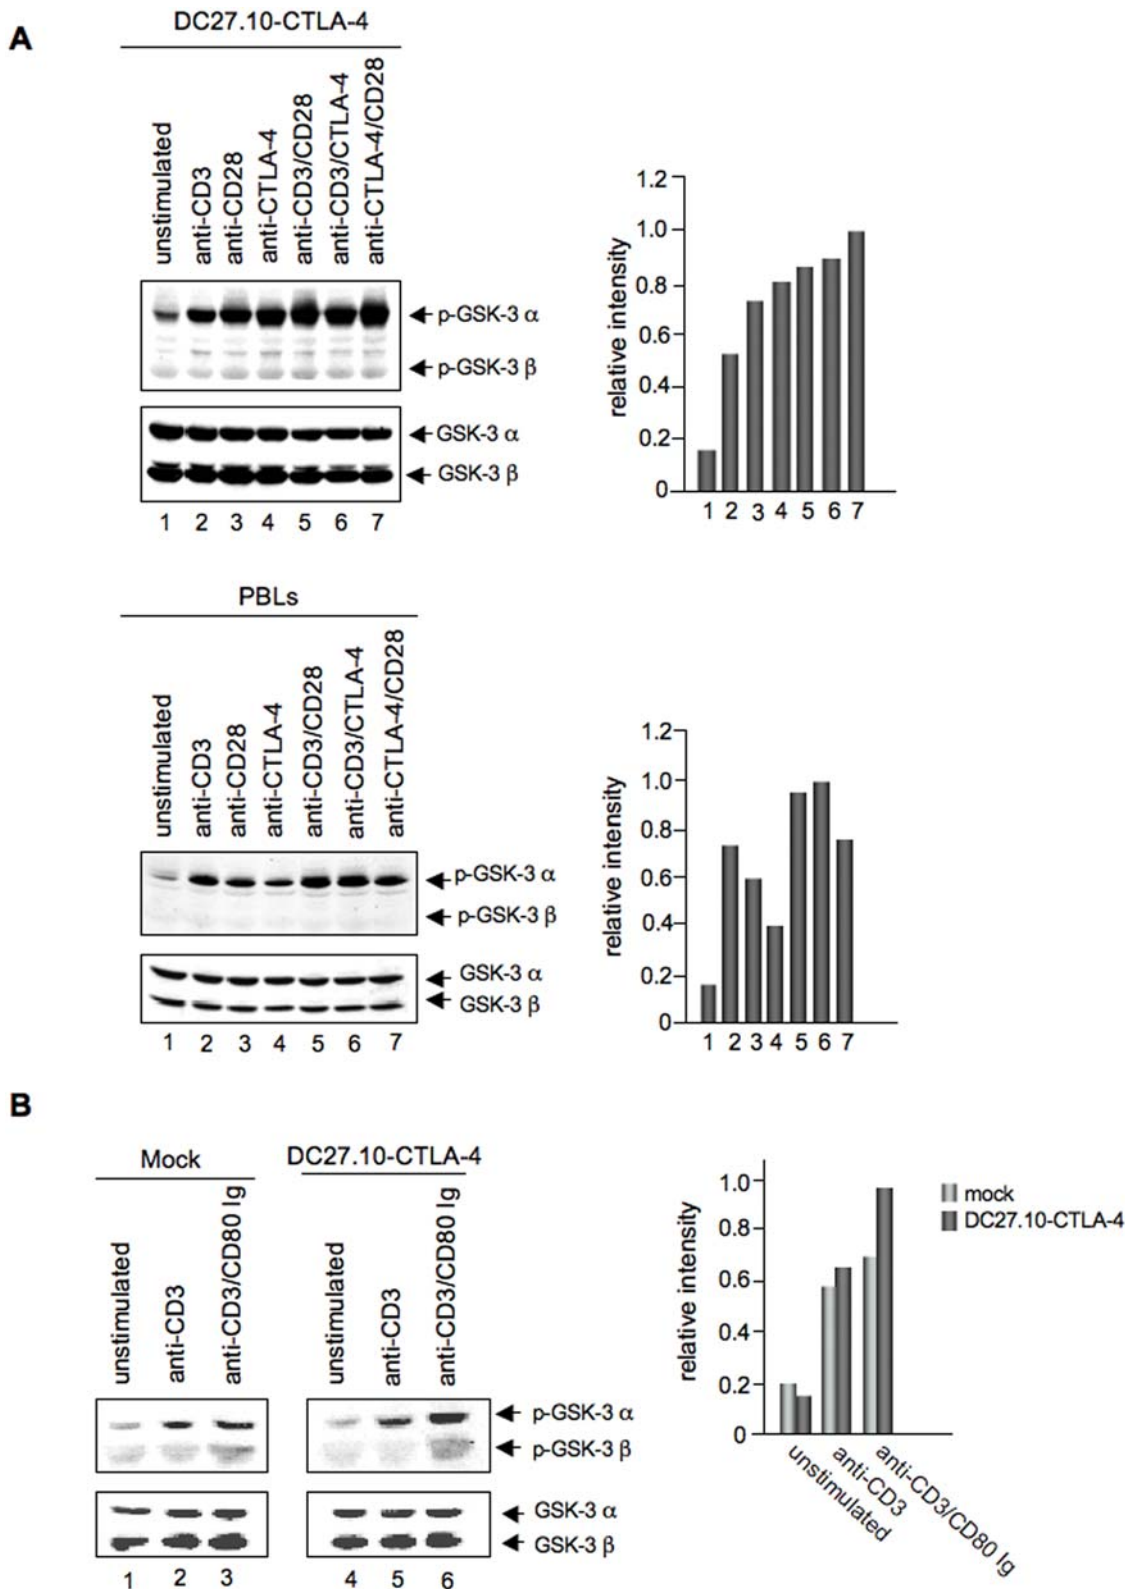 A
DC27.10-CTLA-4
unstimulated
anti-CD3
anti-CD28
anti-CTLA-4
anti-CD3/CD28
anti-CD3/CTLA-4
anti-CTLA-4/CD28
p-GSK-3 α
p-GSK-3 β
GSK-3 α
GSK-3 β
1 2 3 4 5 6 7
relative intensity
1.2
1.0
0.8
0.6
0.4
0.2
0
1 2 3 4 5 6 7
PBLs
unstimulated
anti-CD3
anti-CD28
anti-CTLA-4
anti-CD3/CD28
anti-CD3/CTLA-4
anti-CTLA-4/CD28
p-GSK-3 α
p-GSK-3 β
GSK-3 α
GSK-3 β
1 2 3 4 5 6 7
relative intensity
1.2
1.0
0.8
0.6
0.4
0.2
0
1 2 3 4 5 6 7
B
Mock
unstimulated
anti-CD3
anti-CD3/CD80 Ig
DC27.10-CTLA-4
unstimulated
anti-CD3
anti-CD3/CD80 Ig
p-GSK-3 α
p-GSK-3 β
GSK-3 α
GSK-3 β
1 2 3
4 5 6
relative intensity
1.0
0.8
0.6
0.4
0.2
0
mock
DC27.10-CTLA-4
unstimulated
anti-CD3
anti-CD3/CD80 Ig